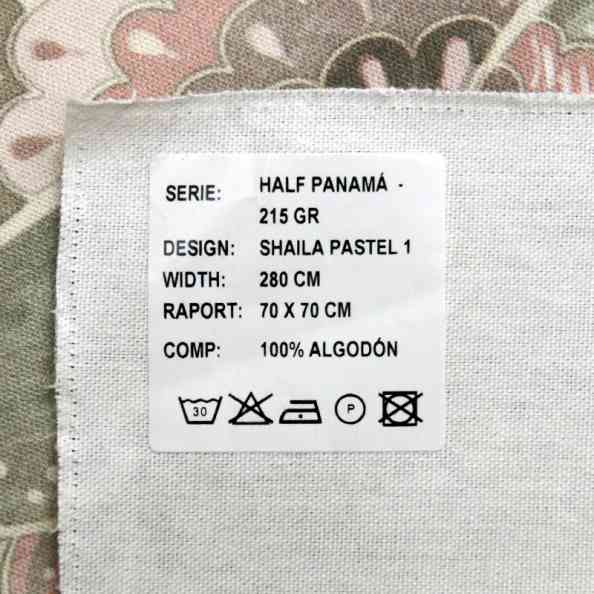 SERIE: HALF PANAMÁ -
215 GR
DESIGN: SHAILA PASTEL 1
WIDTH: 280 CM
RAPORT: 70 X 70 CM
COMP: 100% ALGODÓN
30 P